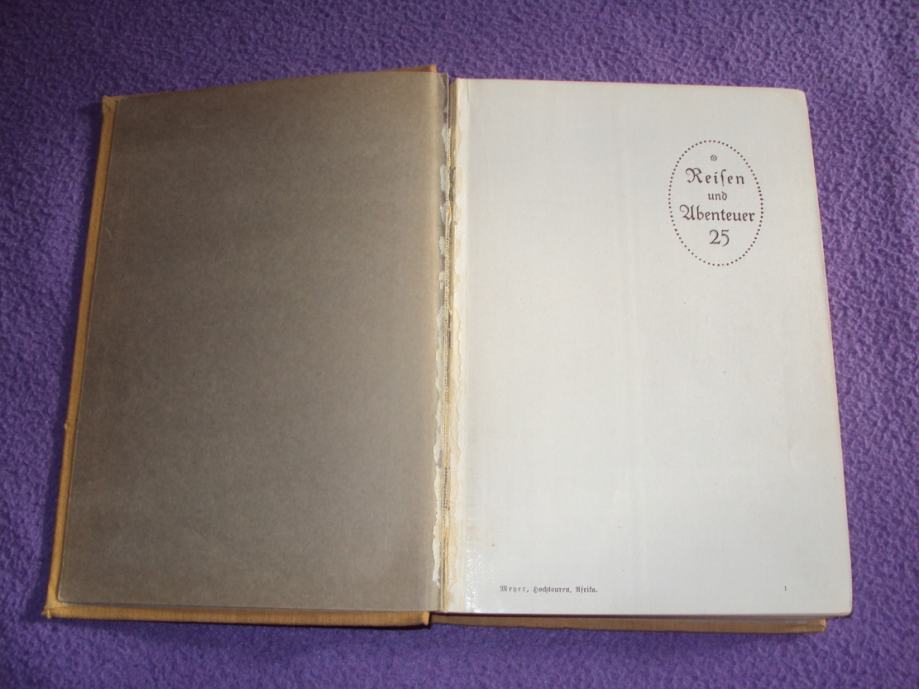 Reiſen
und
Abenteuer
25
Meyer, Hochtouren, Afrika. 1